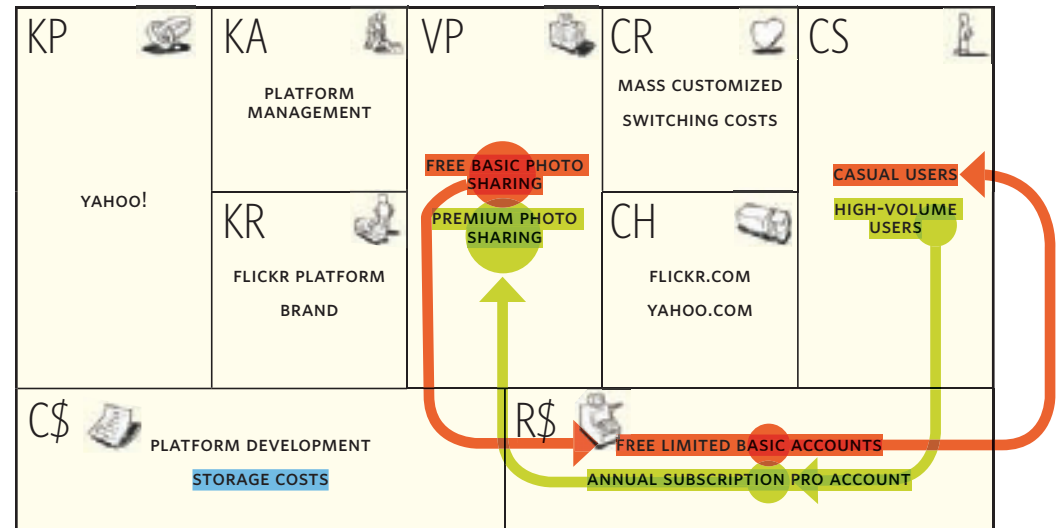 KP
YAHOO!
KA
PLATFORM
MANAGEMENT
KR
FLICKR PLATFORM
BRAND
VP
FREE BASIC PHOTO
SHARING
PREMIUM PHOTO
SHARING
CR
MASS CUSTOMIZED
SWITCHING COSTS
CH
FLICKR.COM
YAHOO.COM
CS
CASUAL USERS
HIGH-VOLUME
USERS
C$
PLATFORM DEVELOPMENT
STORAGE COSTS
R$
FREE LIMITED BASIC ACCOUNTS
ANNUAL SUBSCRIPTION PRO ACCOUNT